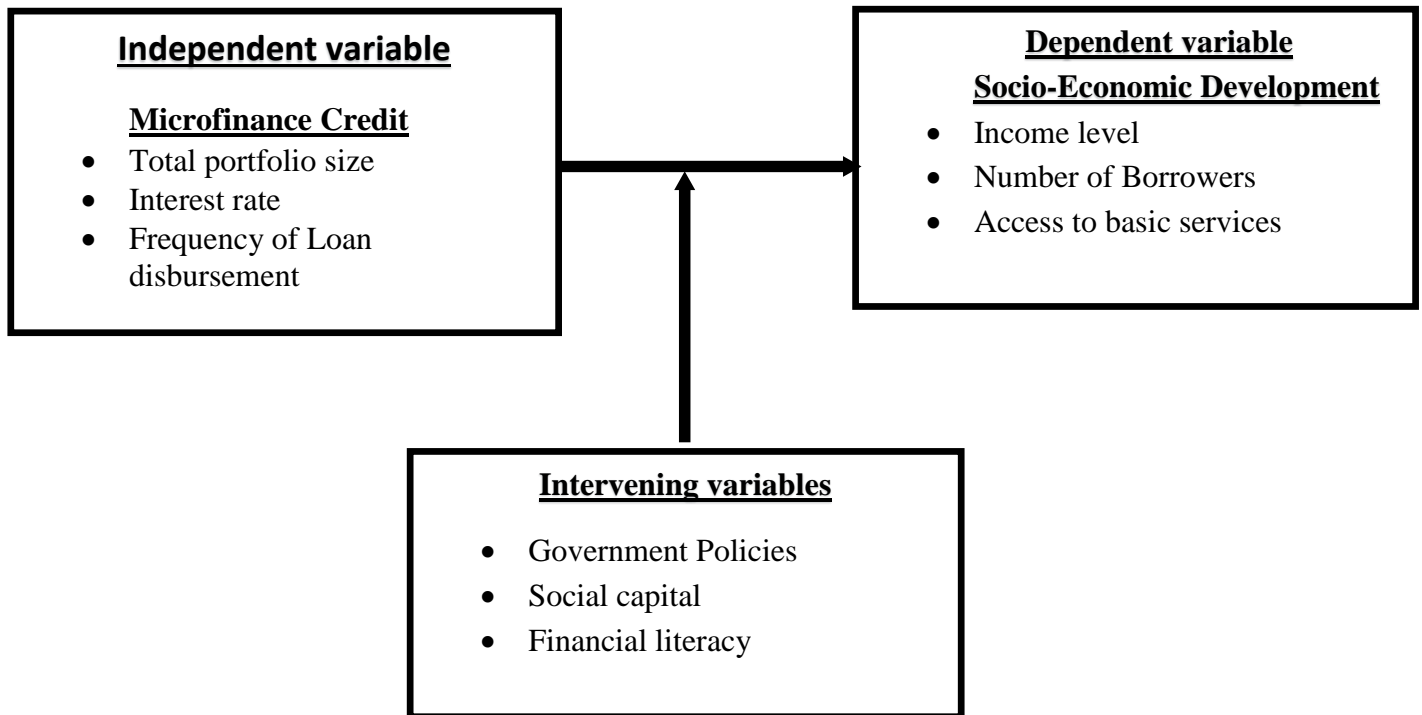 Independent variable
Microfinance Credit
• Total portfolio size
• Interest rate
• Frequency of Loan
disbursement
Dependent variable
Socio-Economic Development
• Income level
• Number of Borrowers
• Access to basic services
Intervening variables
• Government Policies
• Social capital
• Financial literacy